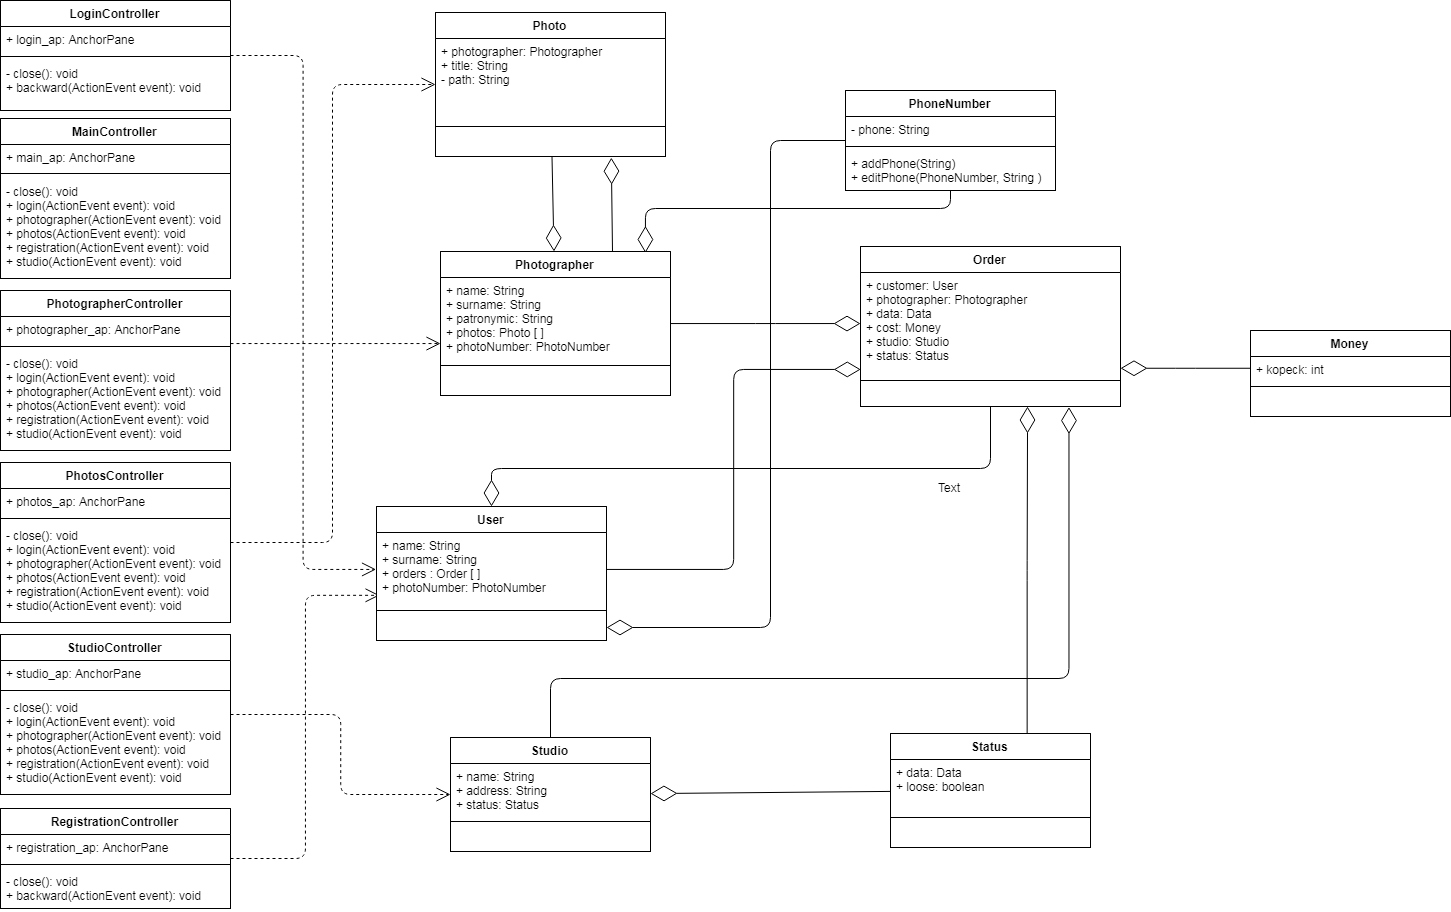 LoginController
+ login_ap: AnchorPane
- close(): void
+ backward(ActionEvent event): void
MainController
+ main_ap: AnchorPane
- close(): void
+ login(ActionEvent event): void
+ photographer(ActionEvent event): void
+ photos(ActionEvent event): void
+ registration(ActionEvent event): void
+ studio(ActionEvent event): void
PhotographerController
+ photographer_ap: AnchorPane
- close(): void
+ login(ActionEvent event): void
+ photographer(ActionEvent event): void
+ photos(ActionEvent event): void
+ registration(ActionEvent event): void
+ studio(ActionEvent event): void
PhotosController
+ photos_ap: AnchorPane
- close(): void
+ login(ActionEvent event): void
+ photographer(ActionEvent event): void
+ photos(ActionEvent event): void
+ registration(ActionEvent event): void
+ studio(ActionEvent event): void
StudioController
+ studio_ap: AnchorPane
- close(): void
+ login(ActionEvent event): void
+ photographer(ActionEvent event): void
+ photos(ActionEvent event): void
+ registration(ActionEvent event): void
+ studio(ActionEvent event): void
RegistrationController
+ registration_ap: AnchorPane
- close(): void
+ backward(ActionEvent event): void
Photo
+ photographer: Photographer
+ title: String
- path: String
Photographer
+ name: String
+ surname: String
+ patronymic: String
+ photos: Photo [ ]
+ photoNumber: PhotoNumber
User
+ name: String
+ surname: String
+ orders : Order [ ]
+ photoNumber: PhotoNumber
Studio
+ name: String
+ address: String
+ status: Status
PhoneNumber
- phone: String
+ addPhone(String)
+ editPhone(PhoneNumber, String )
Order
+ customer: User
+ photographer: Photographer
+ data: Data
+ cost: Money
+ studio: Studio
+ status: Status
Text
Status
+ data: Data
+ loose: boolean
Money
+ kopeck: int